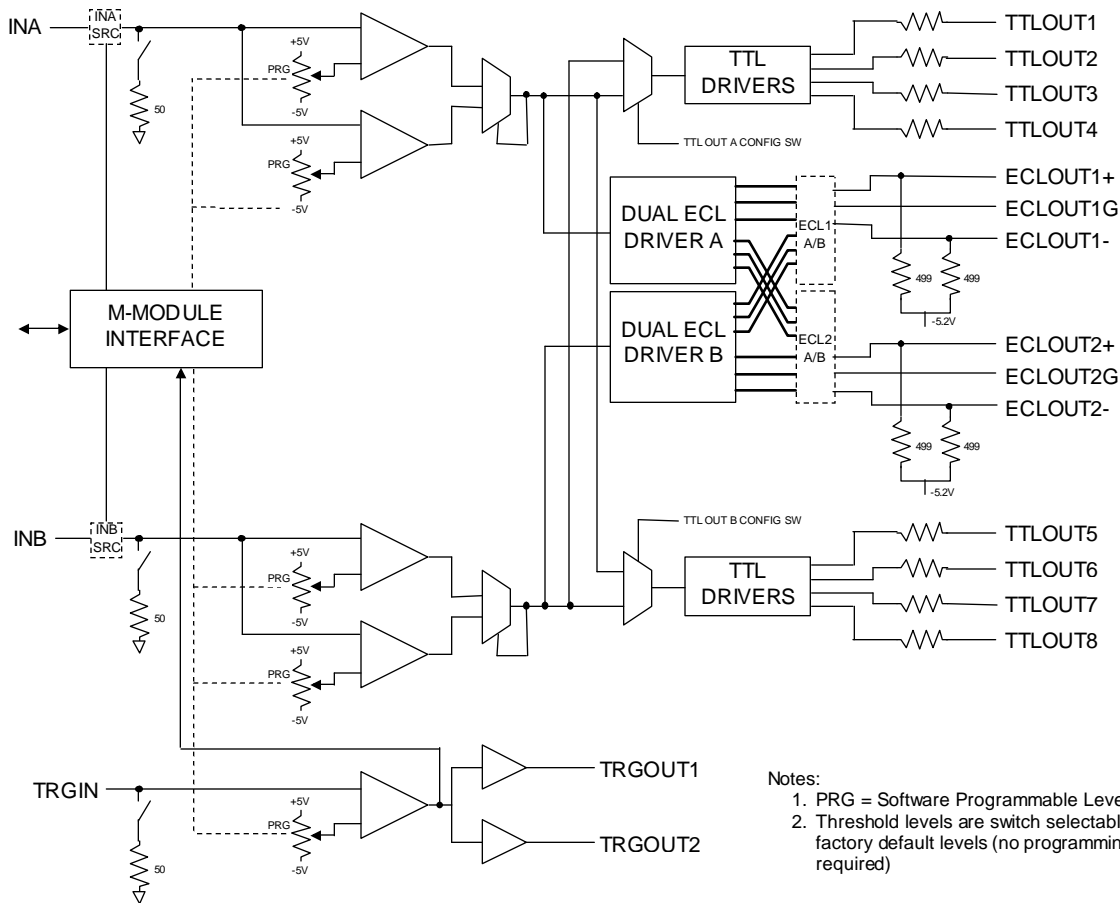 INA
INA
SRC
50
+5V
PRG
-5V
+5V
PRG
-5V
TTL
DRIVERS
TTL OUT A CONFIG SW
TTLOUT1
TTLOUT2
TTLOUT3
TTLOUT4
DUAL ECL
DRIVER A
ECL1
A/B
ECLOUT1+
ECLOUT1G
ECLOUT1-
499
499
-5.2V
M-MODULE
INTERFACE
DUAL ECL
DRIVER B
ECL2
A/B
ECLOUT2+
ECLOUT2G
ECLOUT2-
499
499
-5.2V
INB
INB
SRC
50
+5V
PRG
-5V
+5V
PRG
-5V
TTL OUT B CONFIG SW
TTL
DRIVERS
TTLOUT5
TTLOUT6
TTLOUT7
TTLOUT8
TRGIN
50
+5V
PRG
-5V
TRGOUT1
TRGOUT2
Notes:
1. PRG = Software Programmable
2. Threshold levels are switch
factory default levels (no
required)